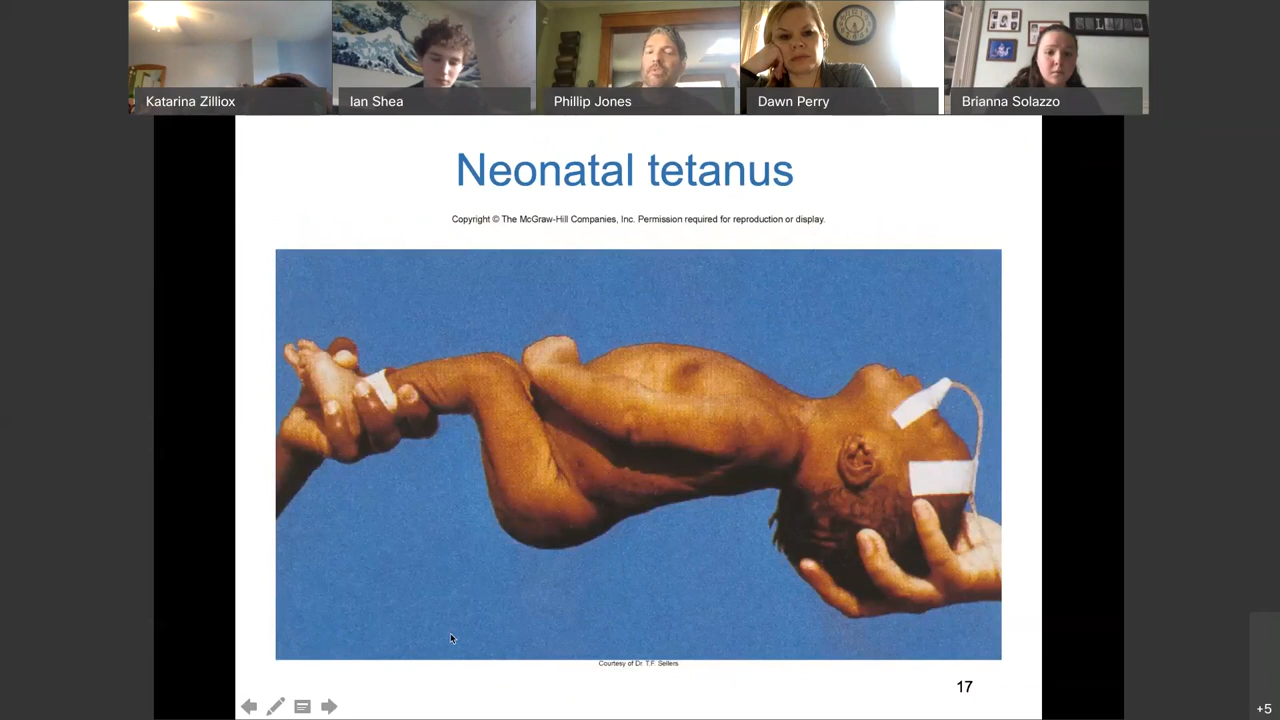 Katarina Zilliox
Ian Shea
Phillip Jones
Dawn Perry
Brianna Solazzo
Neonatal tetanus
Copyright © The McGraw-Hill Companies, Inc. Permission required for reproduction or display.
Courtesy of Dr. T.F. Sellers
17
+5